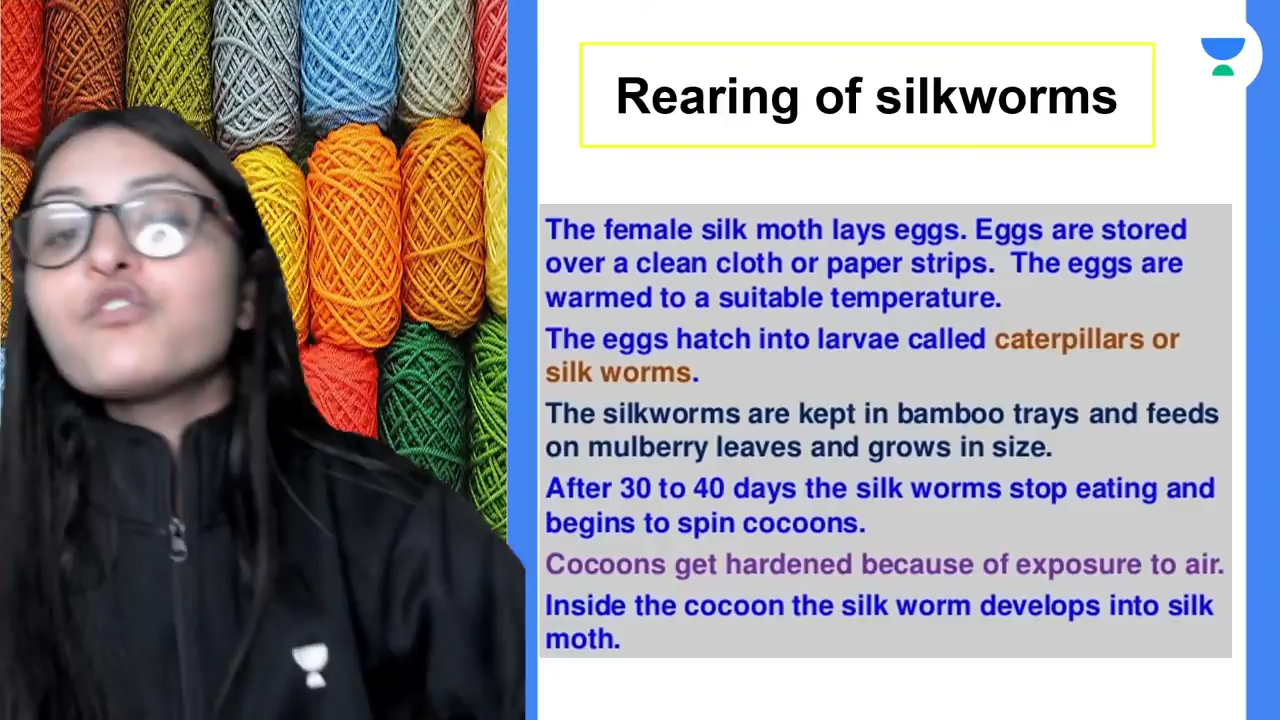 Rearing of silkworms
The female silk moth lays eggs. Eggs are stored
over a clean cloth or paper strips.  The eggs are
warmed to a suitable temperature.
The eggs hatch into larvae called caterpillars or
silk worms.
The silkworms are kept in bamboo trays and feeds
on mulberry leaves and grows in size.
After 30 to 40 days the silk worms stop eating and
begins to spin cocoons.
Cocoons get hardened because of exposure to air.
Inside the cocoon the silk worm develops into silk
moth.